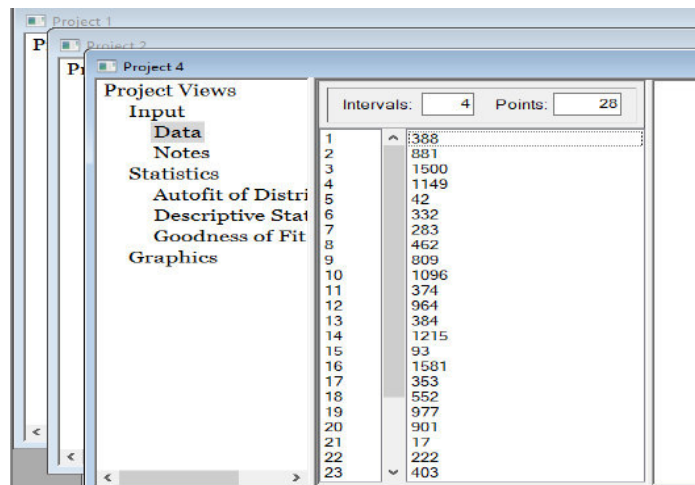 Project 1
P
Project 2
Pr
Project 4
Project Views
Input
Data
Notes
Statistics
Autofit of Distri
Descriptive Stat
Goodness of Fit
Graphics
Intervals: 4 Points: 28
1 388
2 881
3 1500
4 1149
5 42
6 332
7 283
8 462
9 809
10 1096
11 374
12 964
13 384
14 1215
15 93
16 1581
17 353
18 552
19 977
20 901
21 17
22 222
23 403